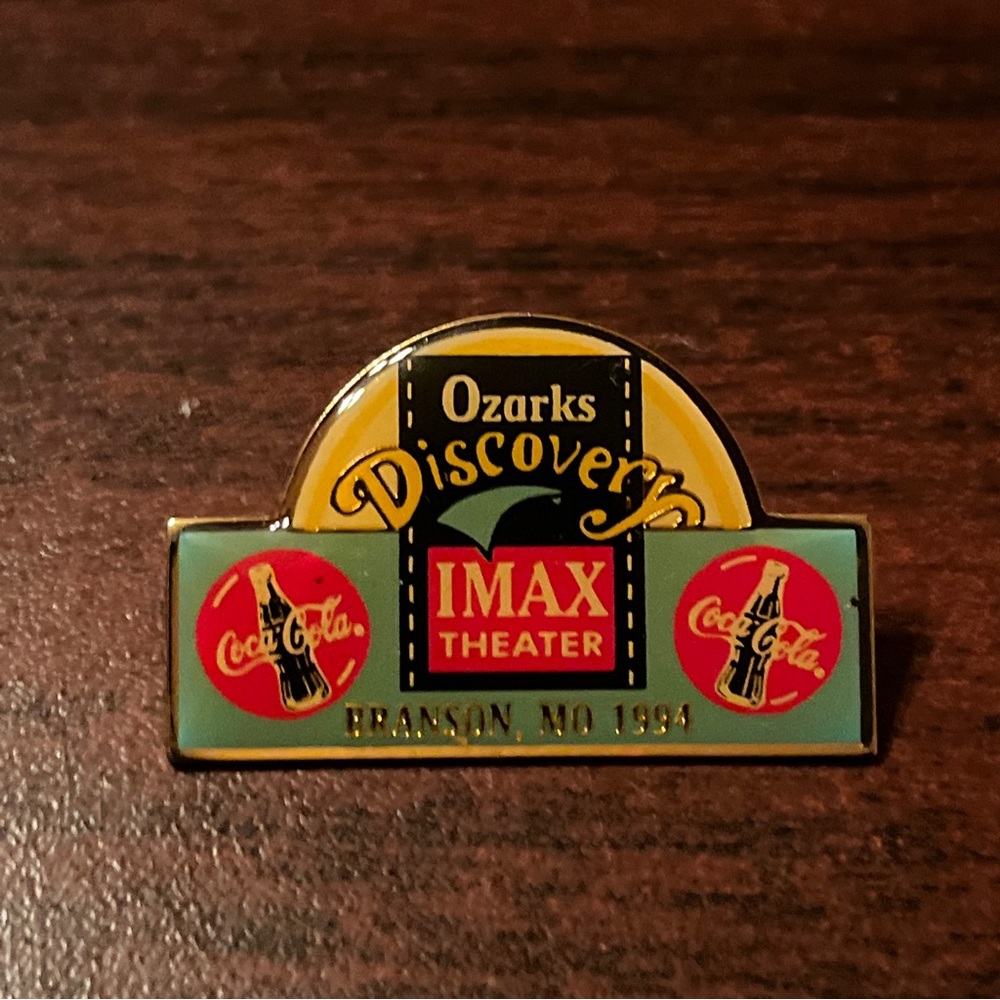 Ozarks
Discovery
IMAX
THEATER
Coca-Cola
Coca-Cola
BRANSON, MO 1994